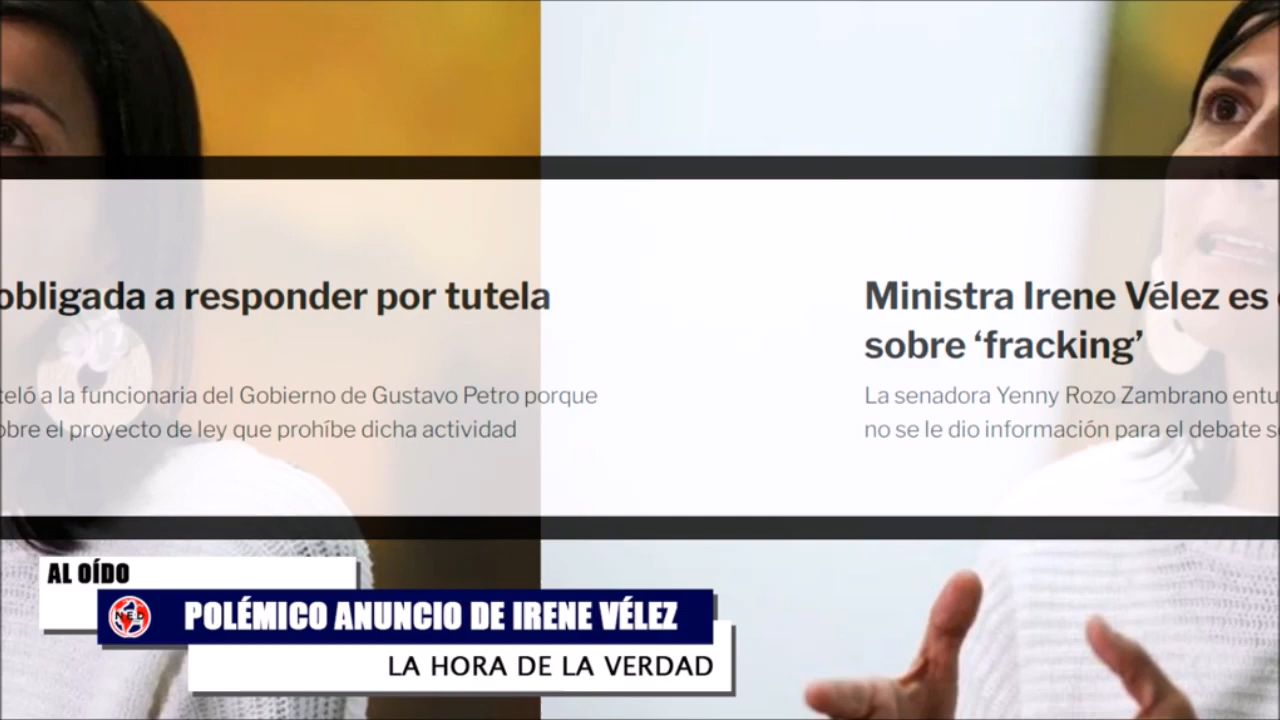 obligada a responder por tutela
teló a la funcionaria del Gobierno de Gustavo Petro porque
obre el proyecto de ley que prohíbe dicha actividad
Ministra Irene Vélez es
sobre ‘fracking’
La senadora Yenny Rozo Zambrano entu
no se le dio información para el debate s
AL OÍDO
POLÉMICO ANUNCIO DE IRENE VÉLEZ
LA HORA DE LA VERDAD